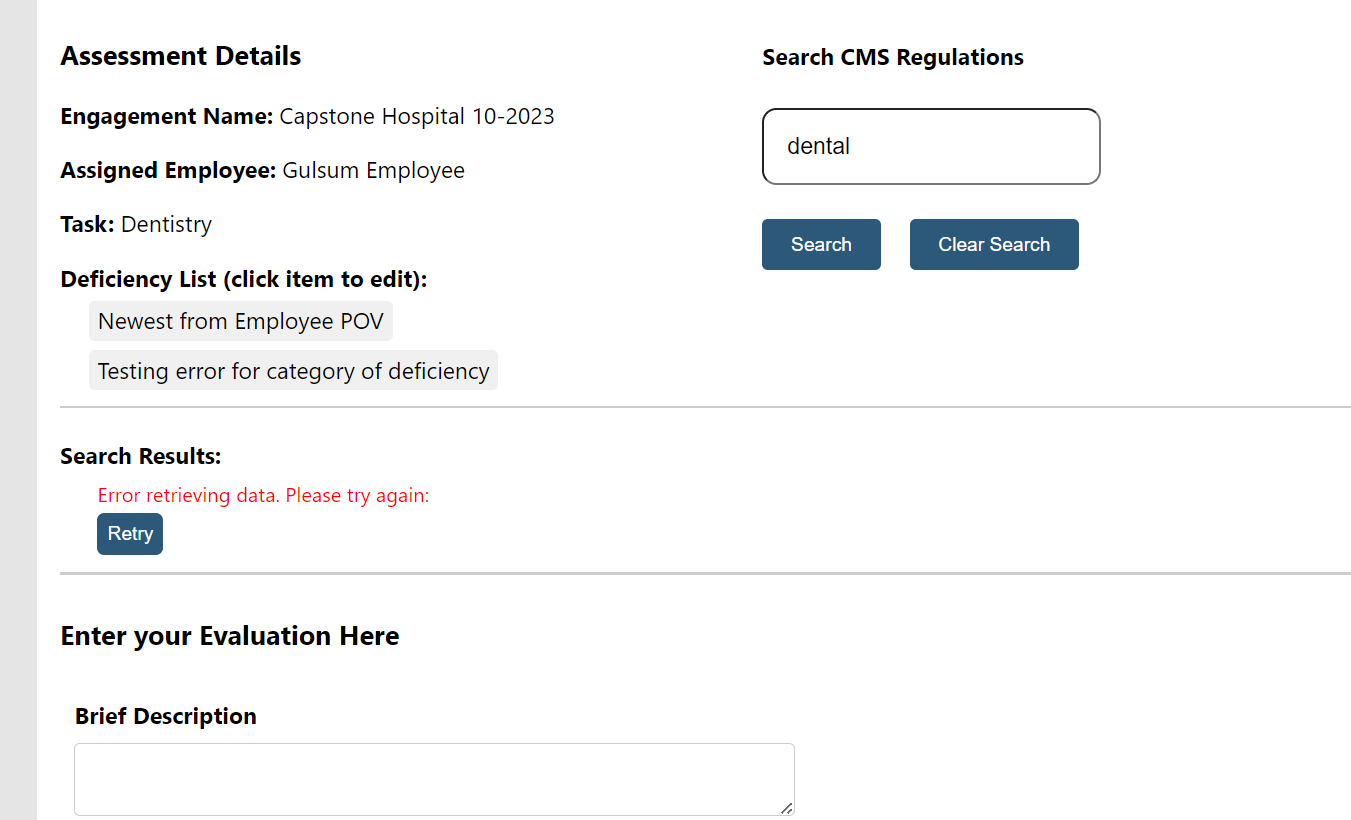 Assessment Details
Engagement Name: Capstone Hospital 10-2023
Assigned Employee: Gulsum Employee
Task: Dentistry
Deficiency List (click item to edit):
Newest from Employee POV
Testing error for category of deficiency
Search CMS Regulations
dental
Search
Clear Search
Search Results:
Error retrieving data. Please try again:
Retry
Enter your Evaluation Here
Brief Description